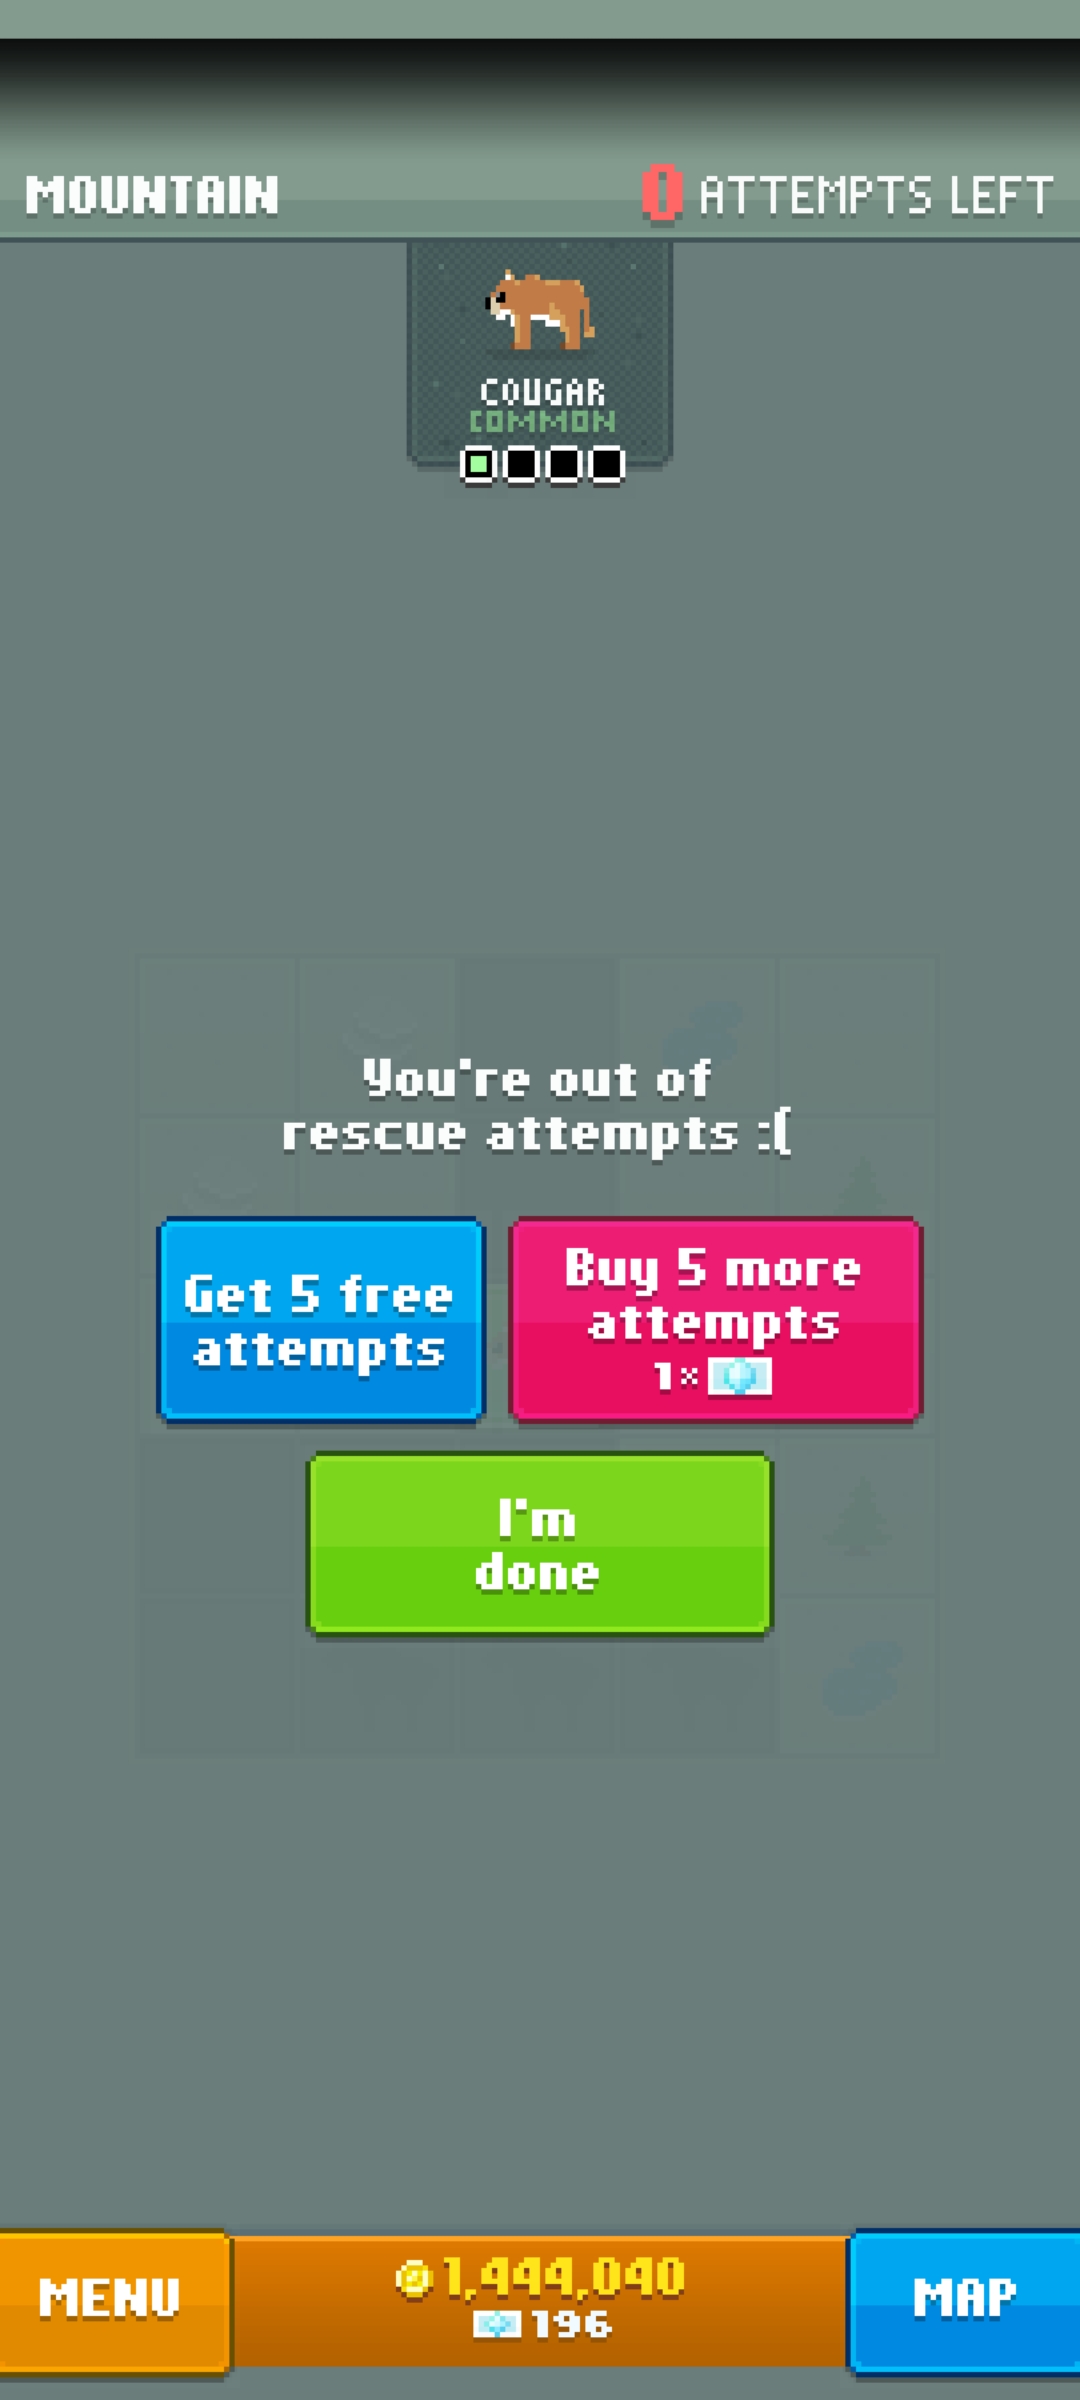 MOUNTAIN
0 ATTEMPTS LEFT
COUGAR
COMMON
You're out of
rescue attempts :(
Get 5 free
attempts
Buy 5 more
attempts
1×
I'm
done
MENU
1,444,040
196
MAP